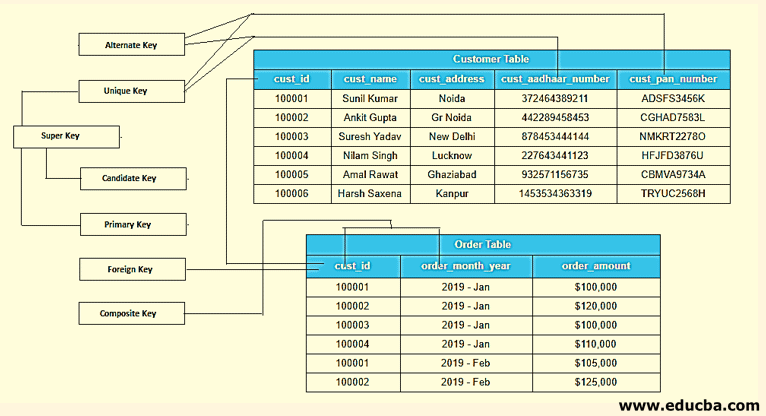 Alternate Key
Unique Key
Super Key
Candidate Key
Primary Key
Foreign Key
Composite Key
Customer Table
cust_id cust_name cust_address cust_aadhaar_number cust_pan_number
100001 Sunil Kumar Noida 372464389211 ADSFS3456K
100002 Ankit Gupta Gr Noida 442289458453 CGHAD7583L
100003 Suresh Yadav New Delhi 878453444144 NMKRT2278O
100004 Nilam Singh Lucknow 227643441123 HFJFD3876U
100005 Amal Rawat Ghaziabad 932571156735 CBMVA9734A
100006 Harsh Saxena Kanpur 1453534363319 TRYUC2568H
Order Table
cust_id order_month_year order_amount
100001 2019 - Jan $100,000
100002 2019 - Jan $120,000
100003 2019 - Jan $100,000
100004 2019 - Jan $110,000
100001 2019 - Feb $105,000
100002 2019 - Feb $125,000
www.educba.com